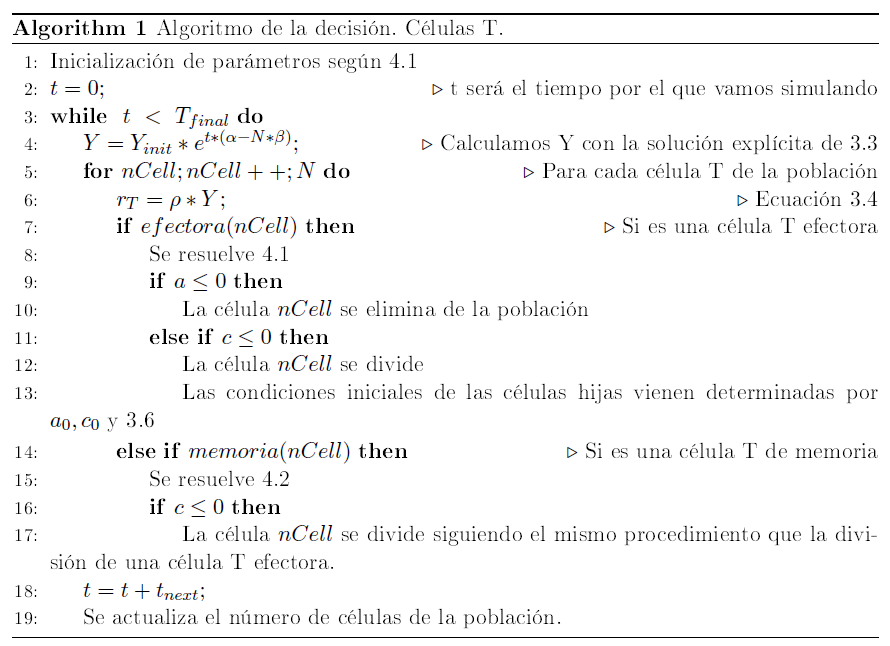 Algorithm 1 Algoritmo de la decisión. Células T.
1: Inicialización de parámetros según 4.1
2: t = 0; ▷ t será el tiempo por el que vamos simulando
3: while t < T_{final} do
4: Y = Y_{init} * e^{t*(α−N*β)}; ▷ Calculamos Y con la solución explícita de 3.3
5: for nCell; nCell + +; N do ▷ Para cada célula T de la población
6: r_T = ρ * Y; ▷ Ecuación 3.4
7: if efectora(nCell) then ▷ Si es una célula T efectora
8: Se resuelve 4.1
9: if a ≤ 0 then
10: La célula nCell se elimina de la población
11: else if c ≤ 0 then
12: La célula nCell se divide
13: Las condiciones iniciales de las células hijas vienen determinadas por
a_0, c_0 y 3.6
14: else if memoria(nCell) then ▷ Si es una célula T de memoria
15: Se resuelve 4.2
16: if c ≤ 0 then
17: La célula nCell se divide siguiendo el mismo procedimiento que la divi-
sión de una célula T efectora.
18: t = t + t_{next};
19: Se actualiza el número de células de la población.